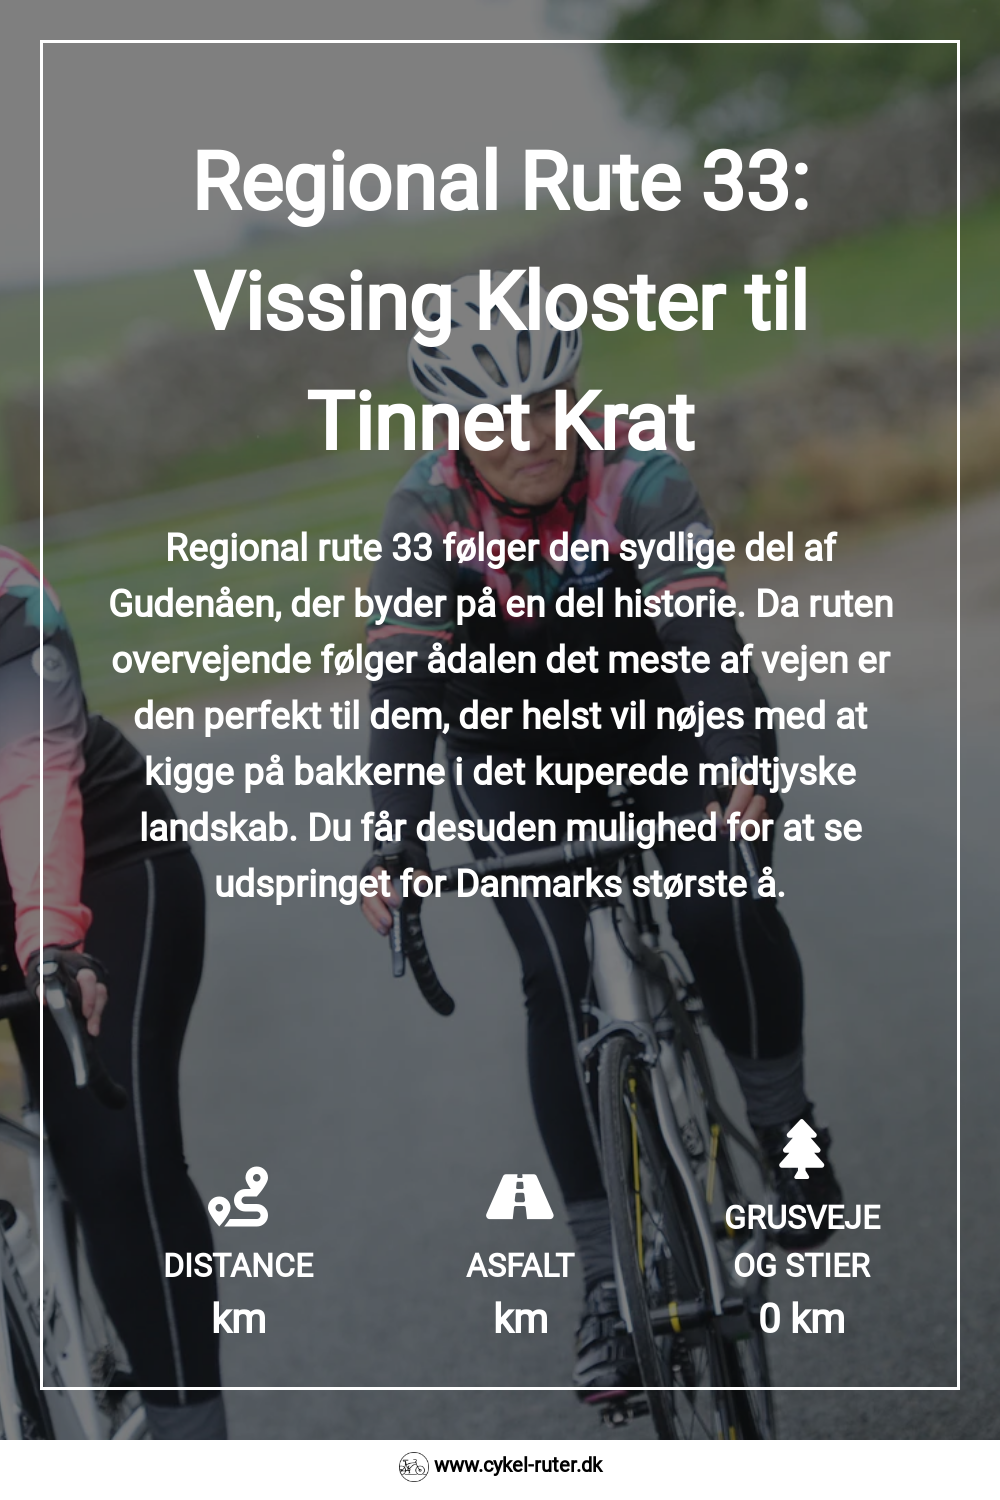 Regional Rute 33:
Vissing Kloster til
Tinnet Krat
Regional rute 33 følger den sydlige del af
Gudenåen, der byder på en del historie. Da ruten
overvejende følger ådalen det meste af vejen er
den perfekt til dem, der helst vil nøjes med at
kigge på bakkerne i det kuperede midtjyske
landskab. Du får desuden mulighed for at se
udspringet for Danmarks største å.
DISTANCE
km
ASFALT
km
GRUSVEJE
OG STIER
0 km
www.cykel-ruter.dk